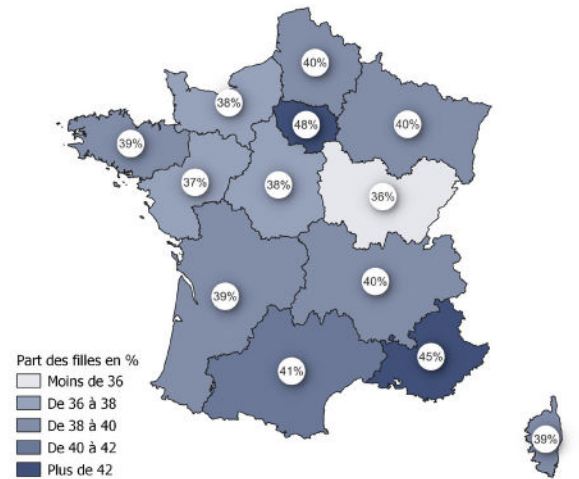 40%
38%
48%
40%
39%
37%
38%
36%
40%
39%
45%
41%
39%
Part des filles en %
Moins de 36
De 36 à 38
De 38 à 40
De 40 à 42
Plus de 42